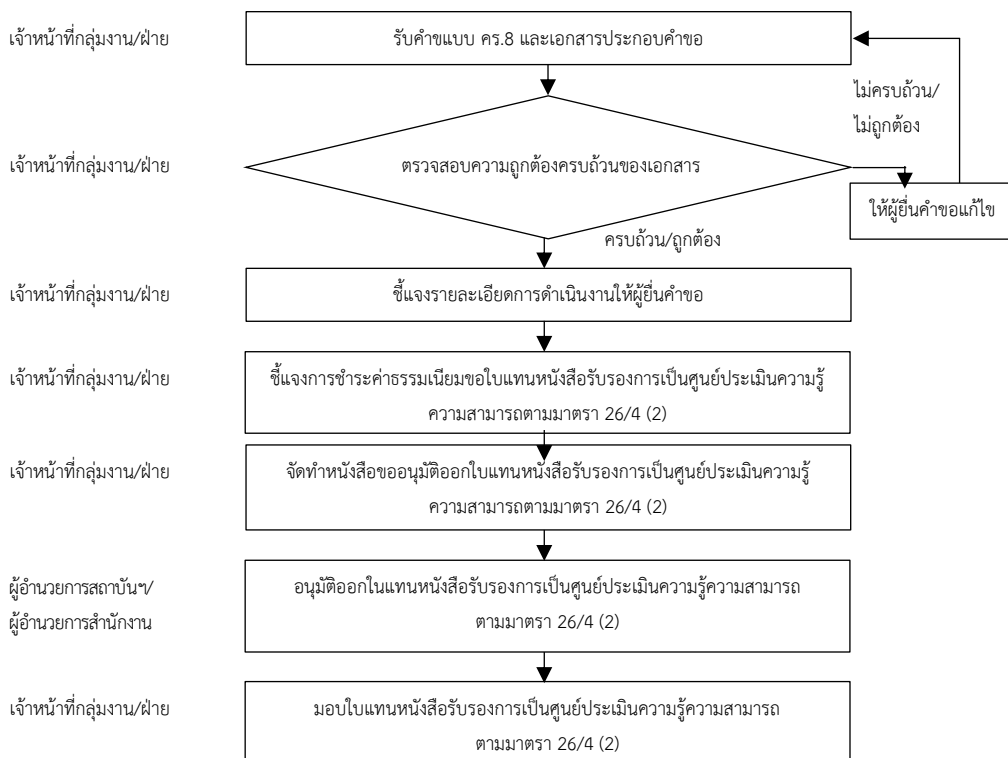 เจ้าหน้าที่กลุ่มงาน/ฝ่าย
รับคำขแบบ คร.8 และเอกสารประกอบคำขอ
ไม่ครบถ้วน/
ไม่ถูกต้อง
เจ้าหน้าที่กลุ่มงาน/ฝ่าย
ตรวจสอบความถูกต้องครบถ้วนของเอกสาร
ให้ผู้ยื่นคำขอแก้ไข
ครบถ้วน/ถูกต้อง
เจ้าหน้าที่กลุ่มงาน/ฝ่าย
ชี้แจงรายละเอียดการดำเนินงานให้ผู้ยื่นคำขอ
เจ้าหน้าที่กลุ่มงาน/ฝ่าย
ชี้แจงการชำระค่าธรรมเนียมขอใบแทนหนังสือรับรองการเป็นศูนย์ประเมินความรู้
ความสามารถตามมาตรา 26/4 (2)
เจ้าหน้าที่กลุ่มงาน/ฝ่าย
จัดทำหนังสือขออนุมัติออกใบแทนหนังสือรับรองการเป็นศูนย์ประเมินความรู้
ความสามารถตามมาตรา 26/4 (2)
ผู้อำนวยการสถาบันฯ/
ผู้อำนวยการสำนักงาน
อนุมัติออกในแทนหนังสือรับรองการเป็นศูนย์ประเมินความรู้ความสามารถ
ตามมาตรา 26/4 (2)
เจ้าหน้าที่กลุ่มงาน/ฝ่าย
มอบใบแทนหนังสือรับรองการเป็นศูนย์ประเมินความรู้ความสามารถ
ตามมาตรา 26/4 (2)